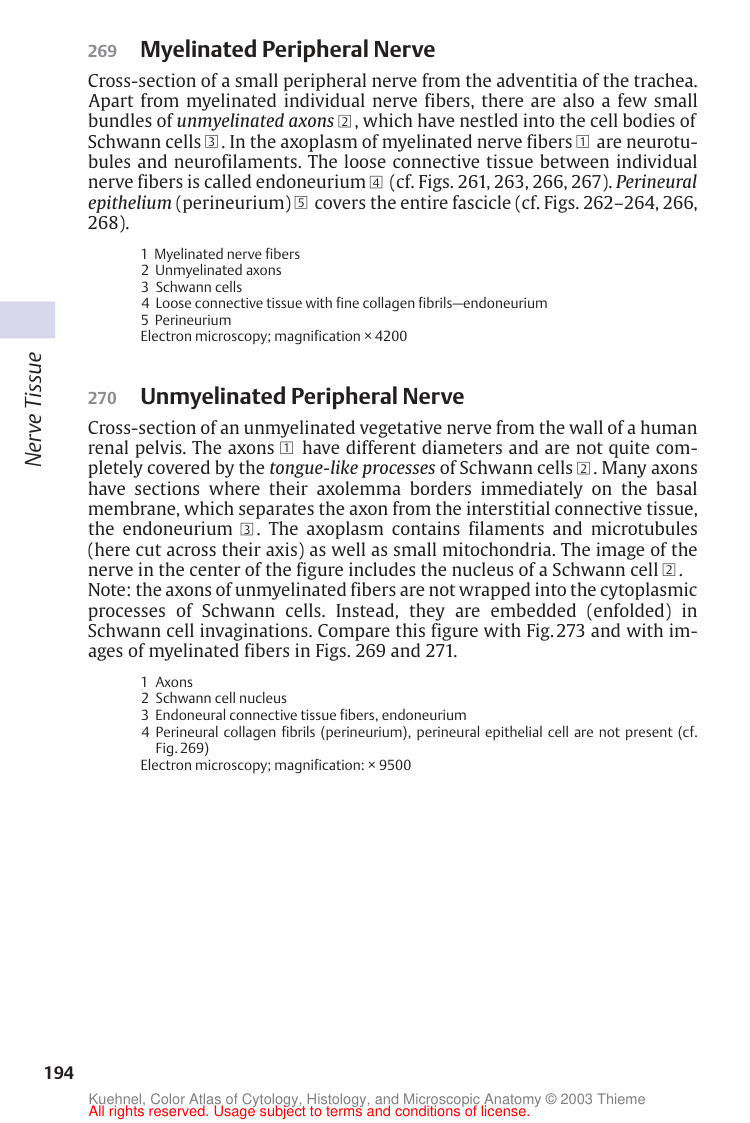 269 Myelinated Peripheral Nerve
Cross-section of a small peripheral nerve from the adventitia of the trachea.
Apart from myelinated individual nerve fibers, there are also a few small
bundles of unmyelinated axons 2, which have nestled into the cell bodies of
Schwann cells 3. In the axoplasm of myelinated nerve fibers 1 are neurotu-
bules and neurofilaments. The loose connective tissue between individual
nerve fibers is called endoneurium 4 (cf. Figs. 261, 263, 266, 267). Perineural
epithelium (perineurium) 5 covers the entire fascicle (cf. Figs. 262–264, 266,
268).
1 Myelinated nerve fibers
2 Unmyelinated axons
3 Schwann cells
4 Loose connective tissue with fine collagen fibrils—endoneurium
5 Perineurium
Electron microscopy; magnification × 4200
Nerve Tissue
270 Unmyelinated Peripheral Nerve
Cross-section of an unmyelinated vegetative nerve from the wall of a human
renal pelvis. The axons 1 have different diameters and are not quite com-
pletely covered by the tongue-like processes of Schwann cells 2. Many axons
have sections where their axolemma borders immediately on the basal
membrane, which separates the axon from the interstitial connective tissue,
the endoneurium 3. The axoplasm contains filaments and microtubules
(here cut across their axis) as well as small mitochondria. The image of the
nerve in the center of the figure includes the nucleus of a Schwann cell 2.
Note: the axons of unmyelinated fibers are not wrapped into the cytoplasmic
processes of Schwann cells. Instead, they are embedded (enfolded) in
Schwann cell invaginations. Compare this figure with Fig. 273 and with im-
ages of myelinated fibers in Figs. 269 and 271.
1 Axons
2 Schwann cell nucleus
3 Endoneural connective tissue fibers, endoneurium
4 Perineural collagen fibrils (perineurium), perineural epithelial cell are not present (cf.
Fig. 269)
Electron microscopy; magnification: × 9500
194
Kuehnel, Color Atlas of Cytology, Histology, and Microscopic Anatomy © 2003 Thieme
All rights reserved. Usage subject to terms and conditions of license.